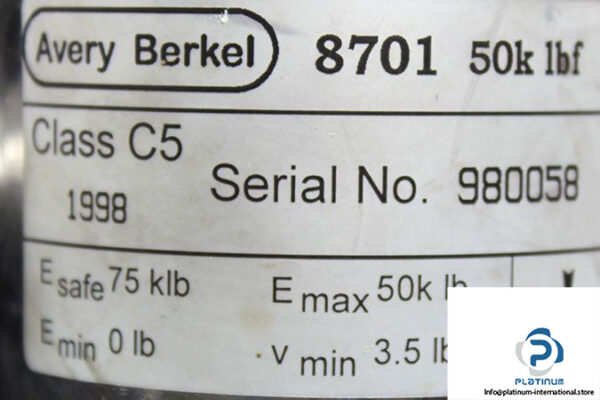 Avery Berkel 8701 50k lbf
Class C5
1998 Serial No. 980058
E safe 75 klb E max 50k lb
E min 0 lb v min 3.5 lb
PLATINUM
Info@platinum-international.store